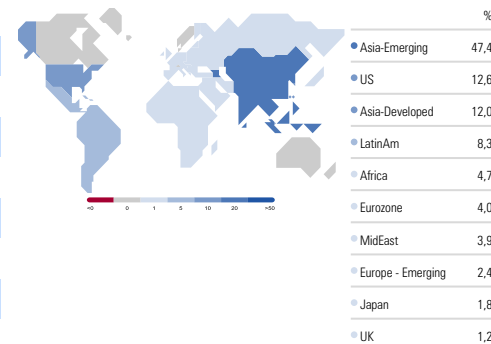 %
Asia-Emerging 47,4
US 12,6
Asia-Developed 12,0
LatinAm 8,3
Africa 4,7
Eurozone 4,0
MidEast 3,9
Europe - Emerging 2,4
Japan 1,8
UK 1,2
<0 0 1 5 10 20 >50